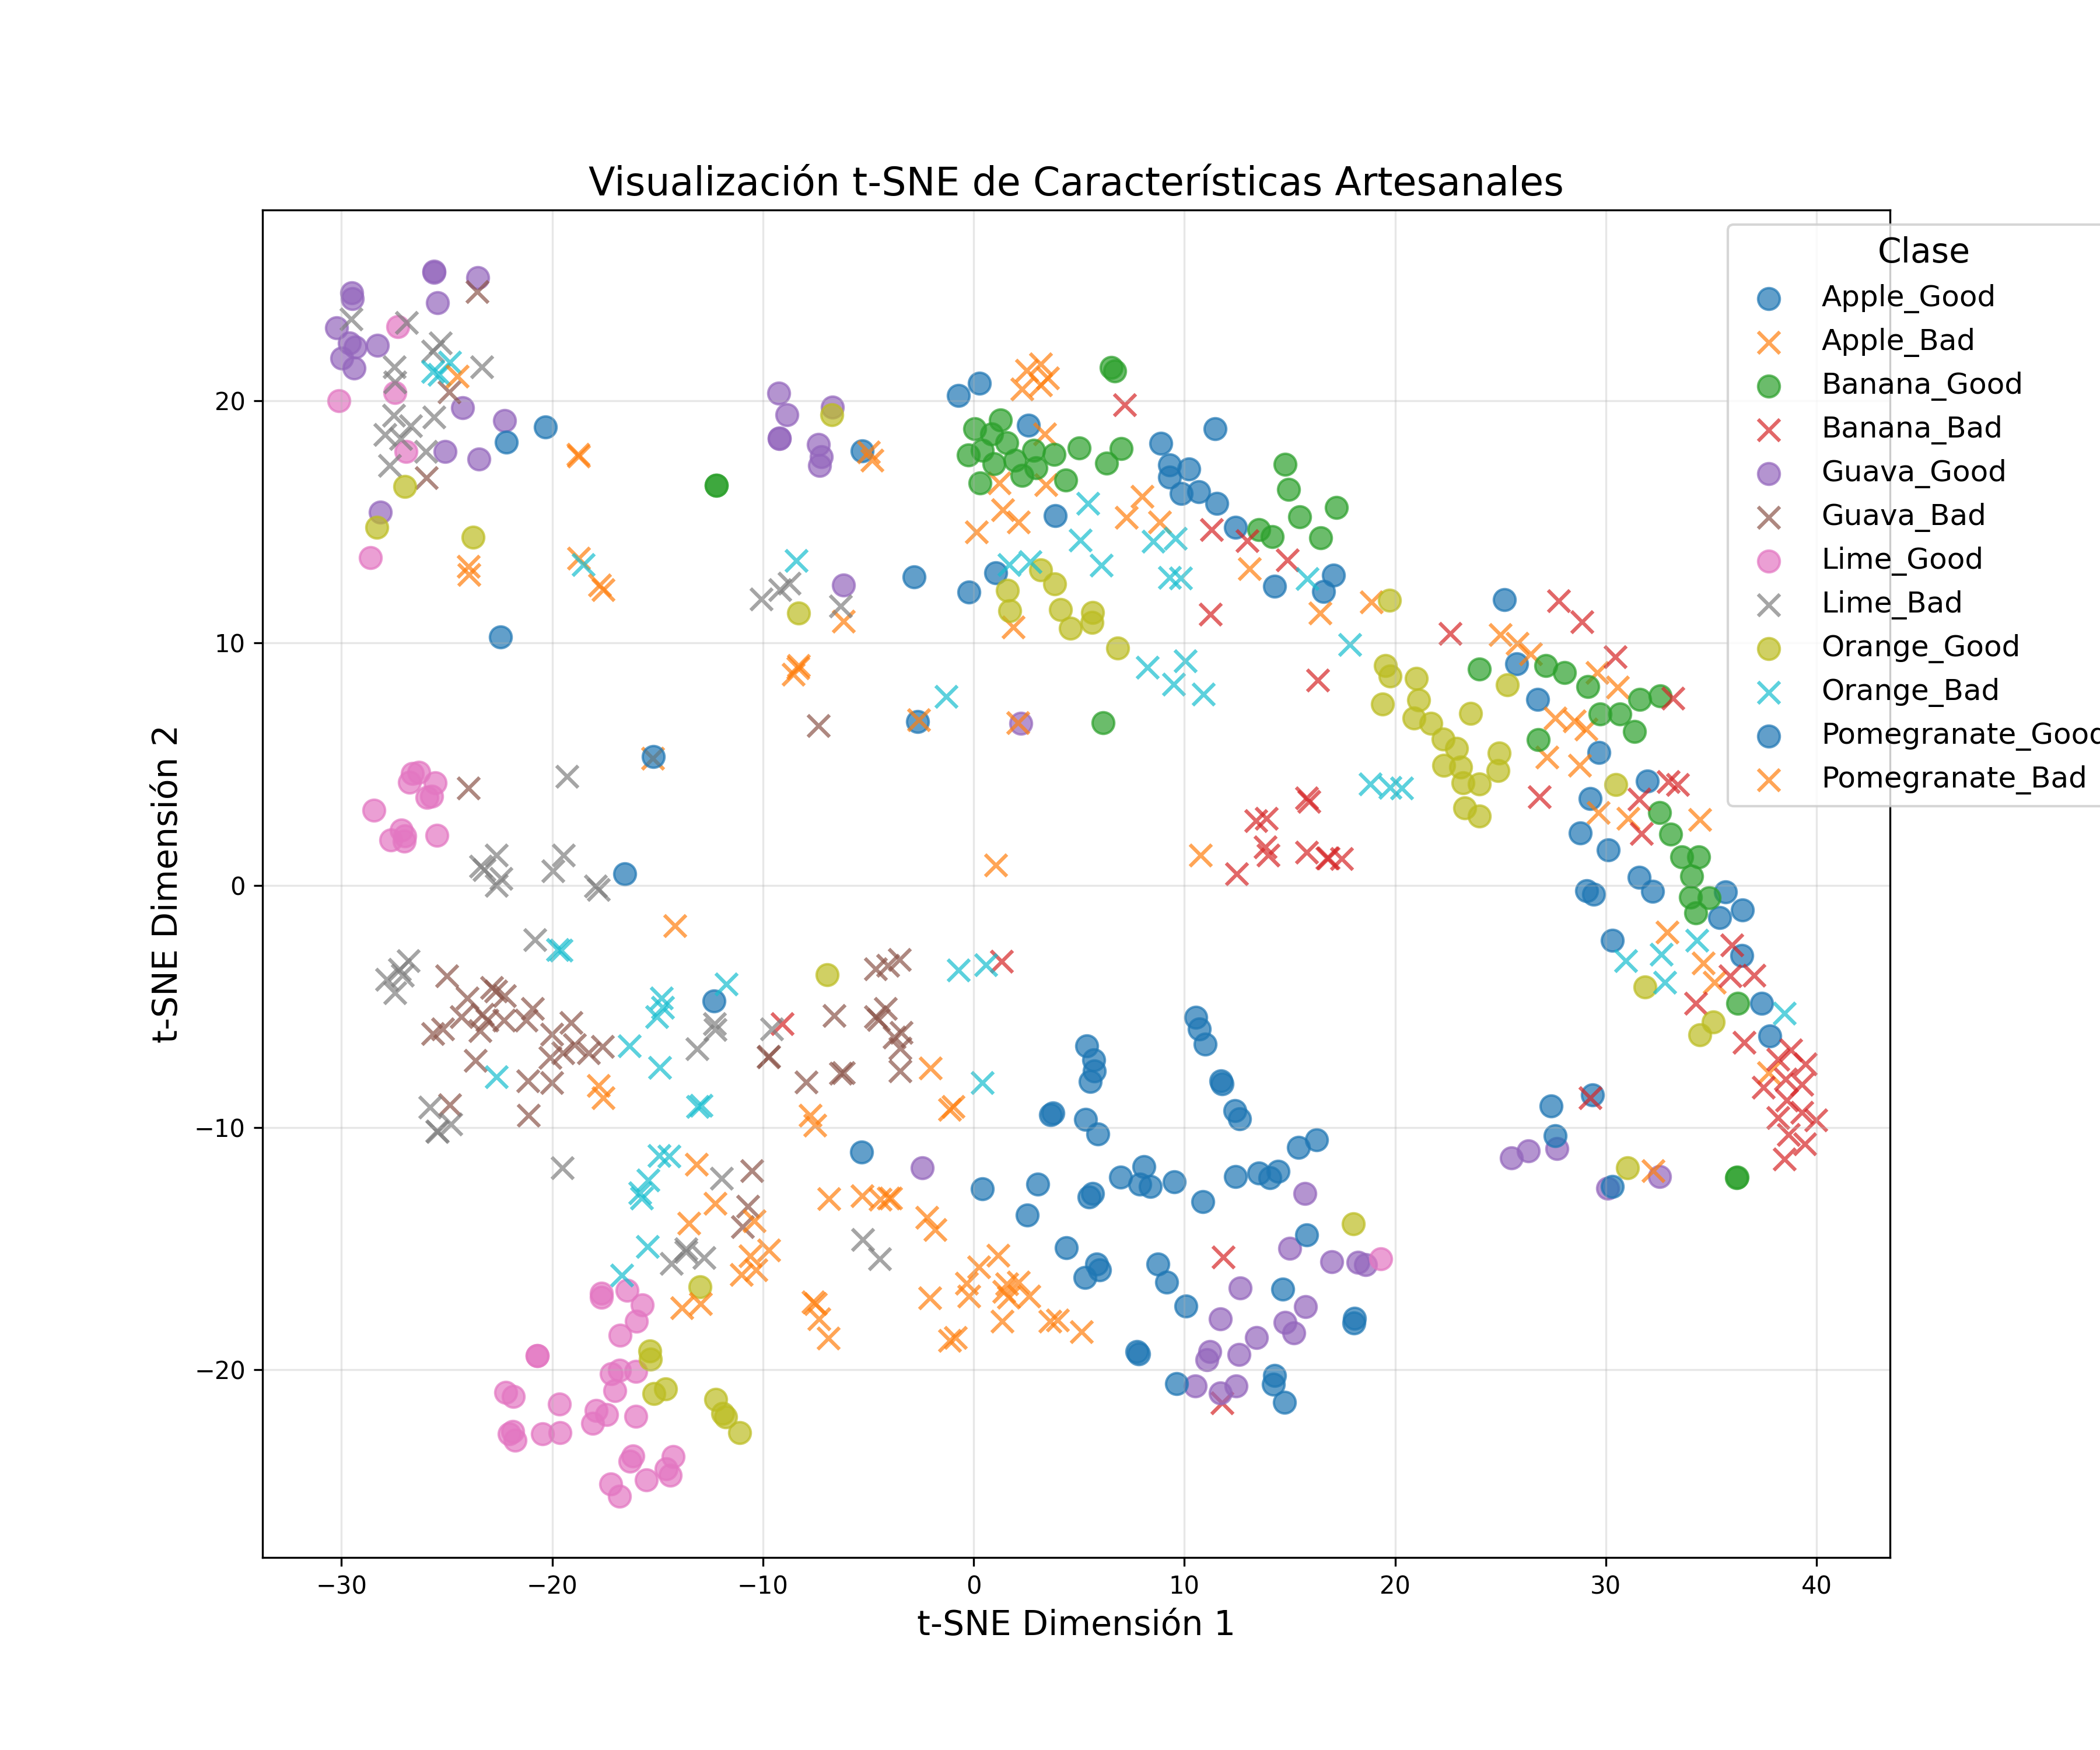 Visualización t-SNE de Características Artesanales
Clase
Apple_Good
Apple_Bad
Banana_Good
Banana_Bad
Guava_Good
Guava_Bad
Lime_Good
Lime_Bad
Orange_Good
Orange_Bad
Pomegranate_Good
Pomegranate_Bad
t-SNE Dimensión 2
20
10
0
−10
−20
−30 −20 −10 0 10 20 30 40
t-SNE Dimensión 1